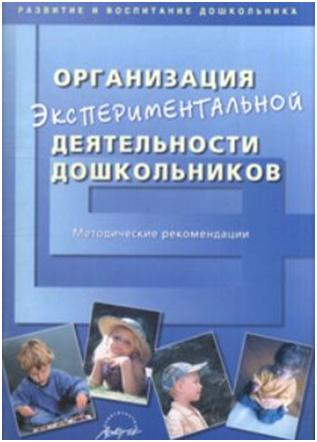 РАЗВИТИЕ И ВОСПИТАНИЕ ДОШКОЛЬНИКА
ОРГАНИЗАЦИЯ
ЭКСПЕРИМЕНТАЛЬНОЙ
ДЕЯТЕЛЬНОСТИ
ДОШКОЛЬНИКОВ
Методические рекомендации